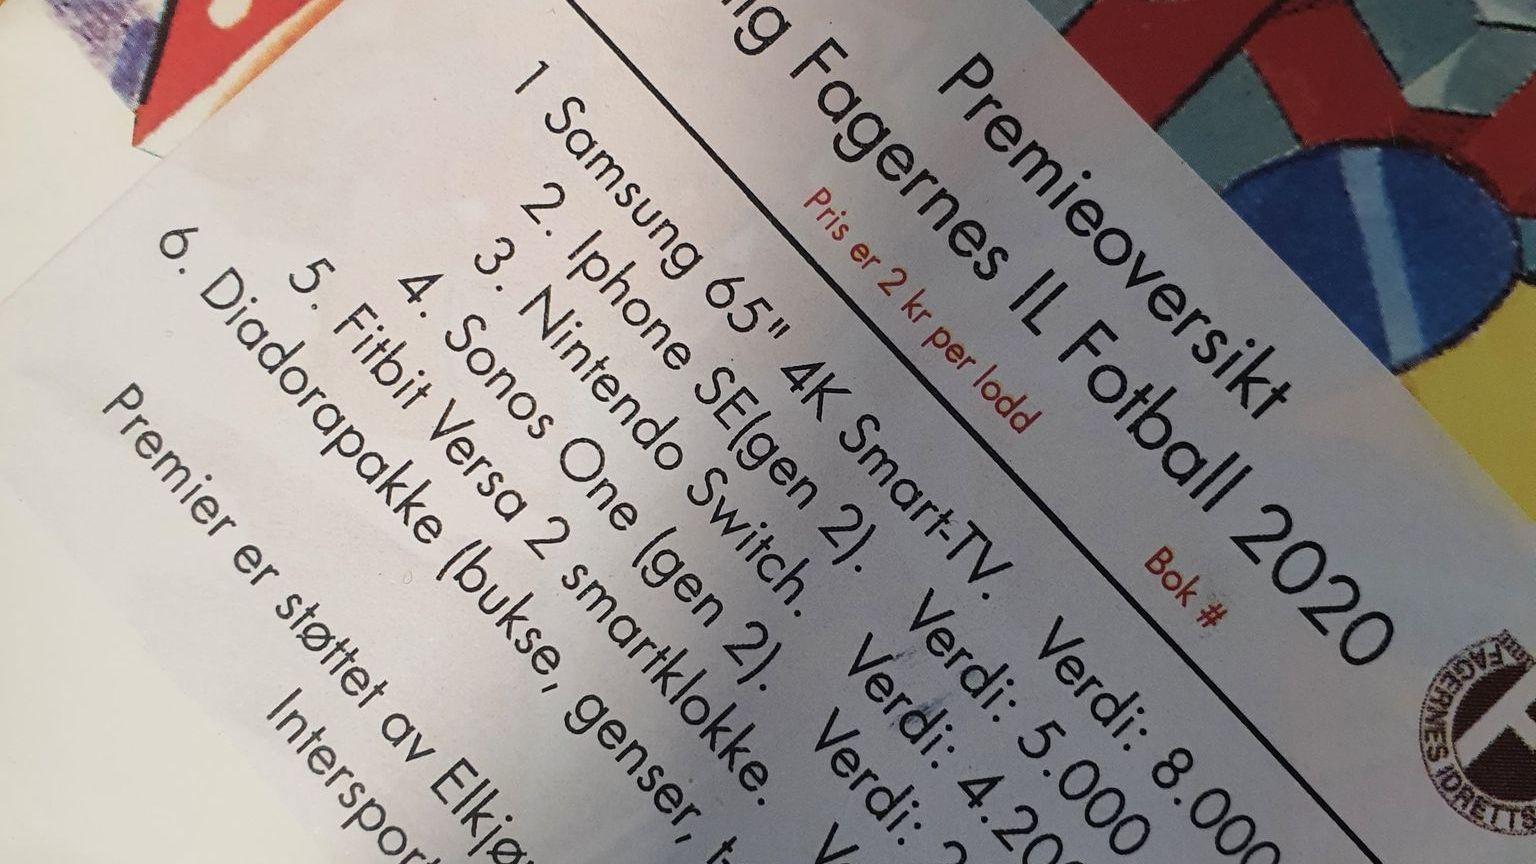 Premieoversikt
Fagernes IL Fotball 2020
Pris er 2 kr per lodd Bok #
1 Samsung 65" 4K Smart-TV. Verdi: 8.000
2. Iphone SE(gen 2). Verdi: 5.000
3. Nintendo Switch. Verdi: 4.20
4. Sonos One (gen 2). Verdi:
5. Fitbit Versa 2 smartklokke.
6. Diadorapakke (bukse, genser,
Premier er støttet av
Intersport
FAGERNES IDRETTS